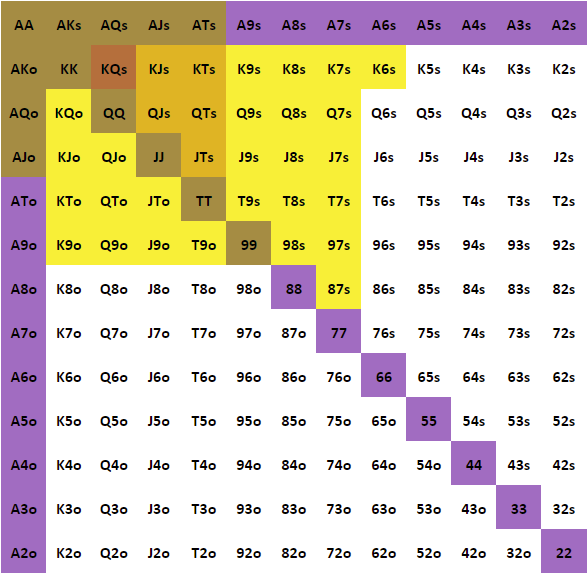 AA AKs AQs AJs ATs A9s A8s A7s A6s A5s A4s A3s A2s
AKo KK KQs KJs KTs K9s K8s K7s K6s K5s K4s K3s K2s
AQo KQo QQ QJs QTs Q9s Q8s Q7s Q6s Q5s Q4s Q3s Q2s
AJo KJo QJo JJ JTs J9s J8s J7s J6s J5s J4s J3s J2s
ATo KTo QTo JTo TT T9s T8s T7s T6s T5s T4s T3s T2s
A9o K9o Q9o J9o T9o 99 98s 97s 96s 95s 94s 93s 92s
A8o K8o Q8o J8o T8o 98o 88 87s 86s 85s 84s 83s 82s
A7o K7o Q7o J7o T7o 97o 87o 77 76s 75s 74s 73s 72s
A6o K6o Q6o J6o T6o 96o 86o 76o 66 65s 64s 63s 62s
A5o K5o Q5o J5o T5o 95o 85o 75o 65o 55 54s 53s 52s
A4o K4o Q4o J4o T4o 94o 84o 74o 64o 54o 44 43s 42s
A3o K3o Q3o J3o T3o 93o 83o 73o 63o 53o 43o 33 32s
A2o K2o Q2o J2o T2o 92o 82o 72o 62o 52o 42o 32o 22